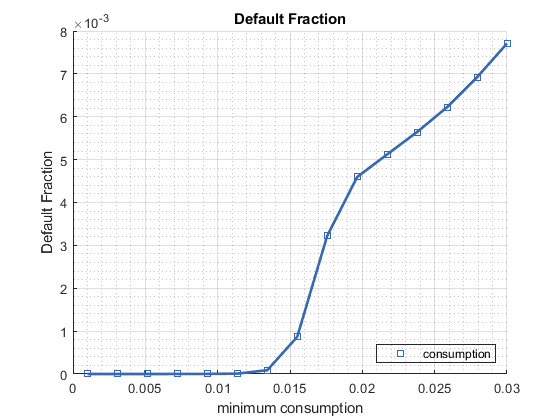 Default Fraction
×10⁻³
8
7
6
5
4
3
2
1
0
Default Fraction
consumption
0 0.005 0.01 0.015 0.02 0.025 0.03
minimum consumption